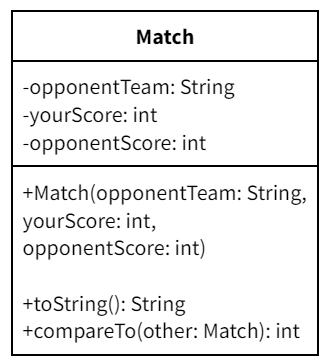 Match
-opponentTeam: String
-yourScore: int
-opponentScore: int
+Match(opponentTeam: String,
yourScore: int,
opponentScore: int)
+toString(): String
+compareTo(other: Match): int